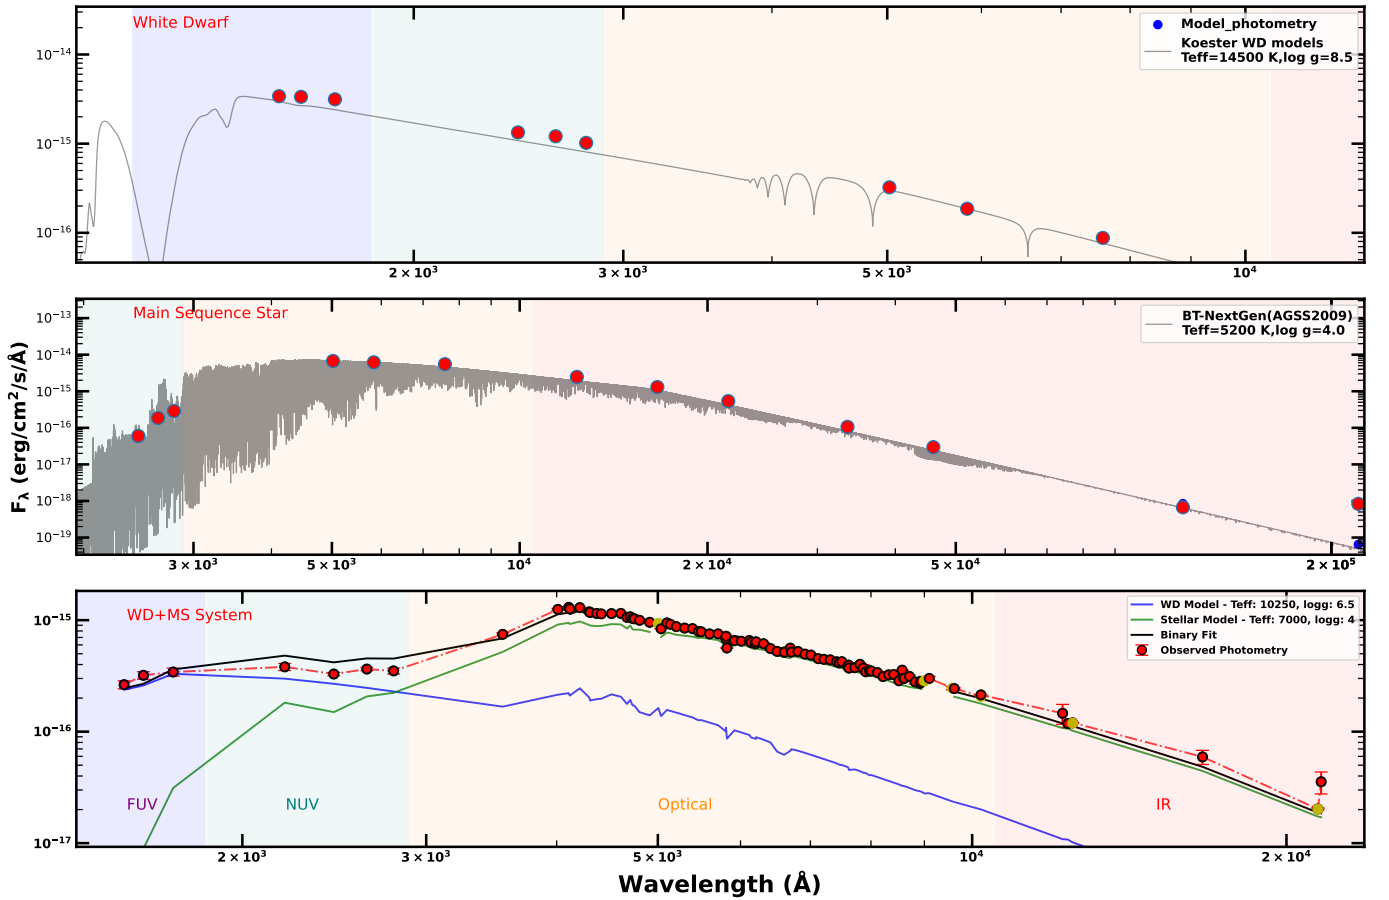 White Dwarf
Model_photometry
Koester WD models
Teff=14500 K,log g=8.5
10⁻¹⁴
10⁻¹⁵
10⁻¹⁶
2 × 10³
3 × 10³
5 × 10³
10⁴
Main Sequence Star
BT-NextGen(AGSS2009)
Teff=5200 K,log g=4.0
10⁻¹³
10⁻¹⁴
10⁻¹⁵
10⁻¹⁶
10⁻¹⁷
10⁻¹⁸
10⁻¹⁹
F_λ (erg/cm²/s/Å)
3 × 10³
5 × 10³
10⁴
2 × 10⁴
5 × 10⁴
2 × 10⁵
WD+MS System
WD Model - Teff: 10250, logg: 6.5
Stellar Model - Teff: 7000, logg: 4
Binary Fit
Observed Photometry
10⁻¹⁵
10⁻¹⁶
10⁻¹⁷
FUV
NUV
Optical
IR
2 × 10³
3 × 10³
5 × 10³
10⁴
2 × 10⁴
Wavelength (Å)